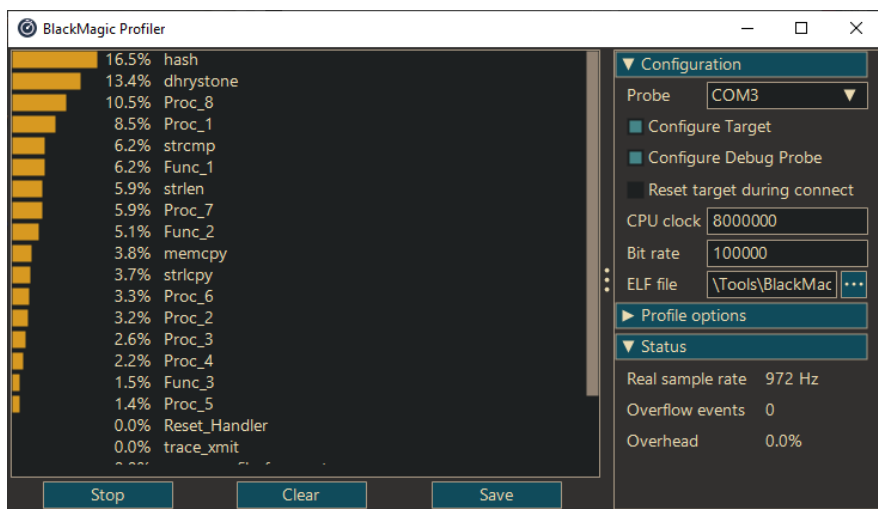 BlackMagic Profiler
16.5% hash
13.4% dhrystone
10.5% Proc_8
8.5% Proc_1
6.2% strcmp
6.2% Func_1
5.9% strlen
5.9% Proc_7
5.1% Func_2
3.8% memcpy
3.7% strlcpy
3.3% Proc_6
3.2% Proc_2
2.6% Proc_3
2.2% Proc_4
1.5% Func_3
1.4% Proc_5
0.0% Reset_Handler
0.0% trace_xmit
Stop Clear Save
Configuration
Probe COM3
Configure Target
Configure Debug Probe
Reset target during connect
CPU clock 8000000
Bit rate 100000
ELF file \Tools\BlackMac ...
Profile options
Status
Real sample rate 972 Hz
Overflow events 0
Overhead 0.0%